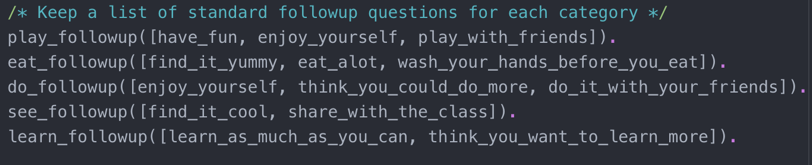 /* Keep a list of standard followup questions for each category */
play_followup([have_fun, enjoy_yourself, play_with_friends]).
eat_followup([find_it_yummy, eat_alot, wash_your_hands_before_you_eat]).
do_followup([enjoy_yourself, think_you_could_do_more, do_it_with_your_friends]).
see_followup([find_it_cool, share_with_the_class]).
learn_followup([learn_as_much_as_you_can, think_you_want_to_learn_more]).